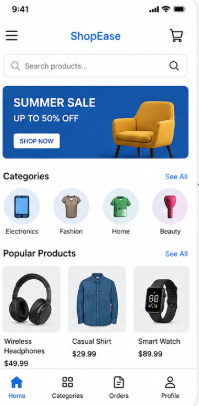 9:41
ShopEase
Search products...
SUMMER SALE
UP TO 50% OFF
SHOP NOW
Categories See All
Electronics Fashion Home Beauty
Popular Products See All
Wireless Headphones
$49.99
Casual Shirt
$29.99
Smart Watch
$89.99
Home Categories Orders Profile